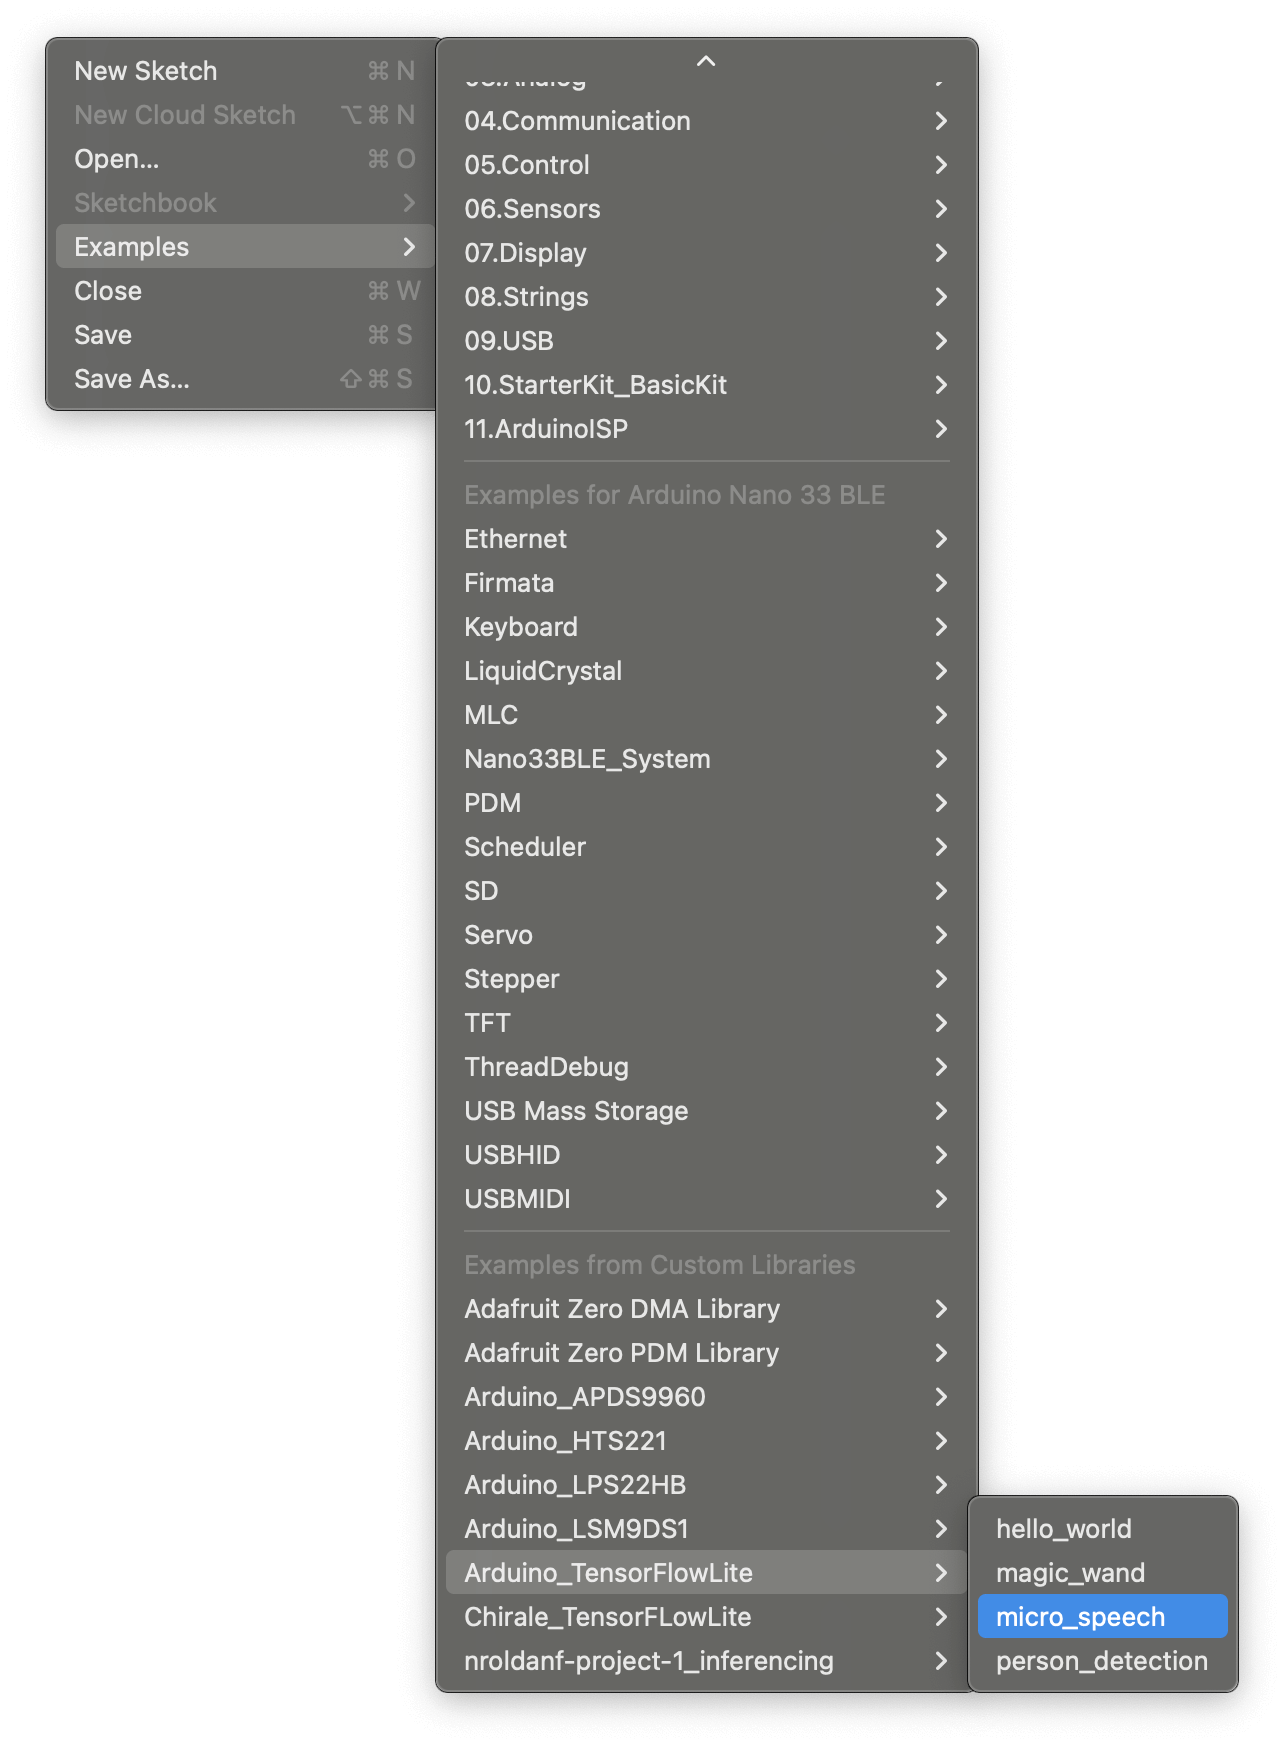 New Sketch ⌘ N
New Cloud Sketch ⌥ ⌘ N
Open... ⌘ O
Sketchbook
Examples
Close ⌘ W
Save ⌘ S
Save As... ⇧ ⌘ S
04.Communication
05.Control
06.Sensors
07.Display
08.Strings
09.USB
10.StarterKit_BasicKit
11.ArduinoISP
Examples for Arduino Nano 33 BLE
Ethernet
Firmata
Keyboard
LiquidCrystal
MLC
Nano33BLE_System
PDM
Scheduler
SD
Servo
Stepper
TFT
ThreadDebug
USB Mass Storage
USBHID
USBMIDI
Examples from Custom Libraries
Adafruit Zero DMA Library
Adafruit Zero PDM Library
Arduino_APDS9960
Arduino_HTS221
Arduino_LPS22HB
Arduino_LSM9DS1
Arduino_TensorFlowLite
Chirale_TensorFLowLite
nroldanf-project-1_inferencing
hello_world
magic_wand
micro_speech
person_detection